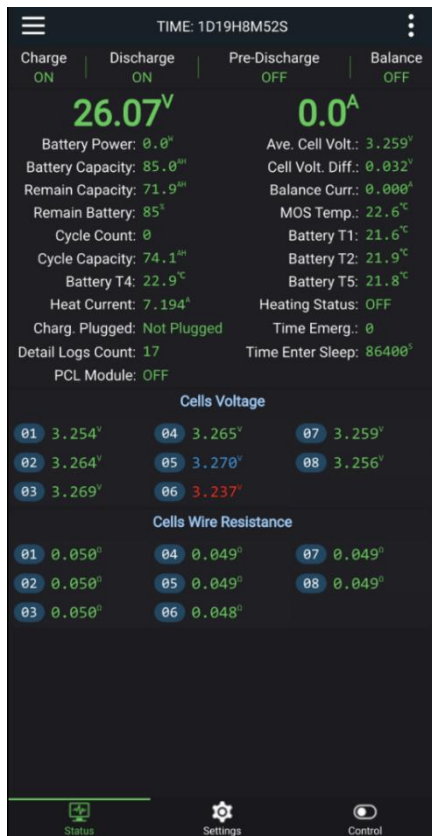 TIME: 1D19H8M52S
Charge Discharge Pre-Discharge Balance
ON ON OFF OFF
26.07V 0.0A
Battery Power: 0.0W Ave. Cell Volt.: 3.259V
Battery Capacity: 85.0AH Cell Volt. Diff.: 0.032V
Remain Capacity: 71.9AH Balance Curr.: 0.000A
Remain Battery: 85% MOS Temp.: 22.6℃
Cycle Count: 0 Battery T1: 21.6℃
Cycle Capacity: 74.1AH Battery T2: 21.9℃
Battery T4: 22.9℃ Battery T5: 21.8℃
Heat Current: 7.194A Heating Status: OFF
Charg. Plugged: Not Plugged Time Emerg.: 0
Detail Logs Count: 17 Time Enter Sleep: 86400S
PCL Module: OFF
Cells Voltage
01 3.254V 04 3.265V 07 3.259V
02 3.264V 05 3.270V 08 3.256V
03 3.269V 06 3.237V
Cells Wire Resistance
01 0.050Ω 04 0.049Ω 07 0.049Ω
02 0.050Ω 05 0.049Ω 08 0.049Ω
03 0.050Ω 06 0.048Ω
Status Settings Control